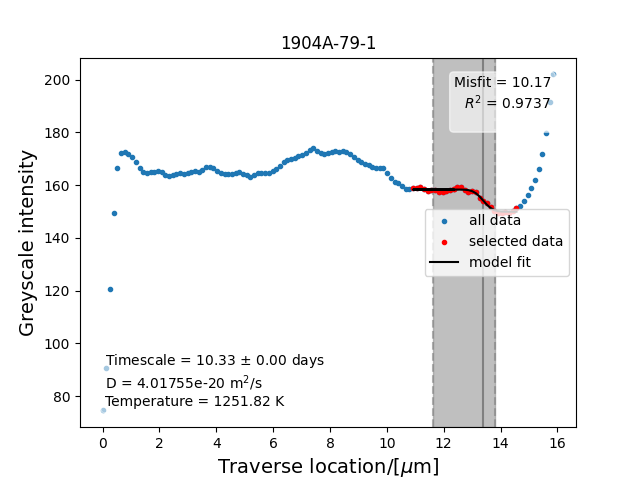 1904A-79-1
Misfit = 10.17
R² = 0.9737
200
180
160
140
120
100
80
Greyscale intensity
all data
selected data
model fit
Timescale = 10.33 ± 0.00 days
D = 4.01755e-20 m²/s
Temperature = 1251.82 K
0 2 4 6 8 10 12 14 16
Traverse location/[μm]